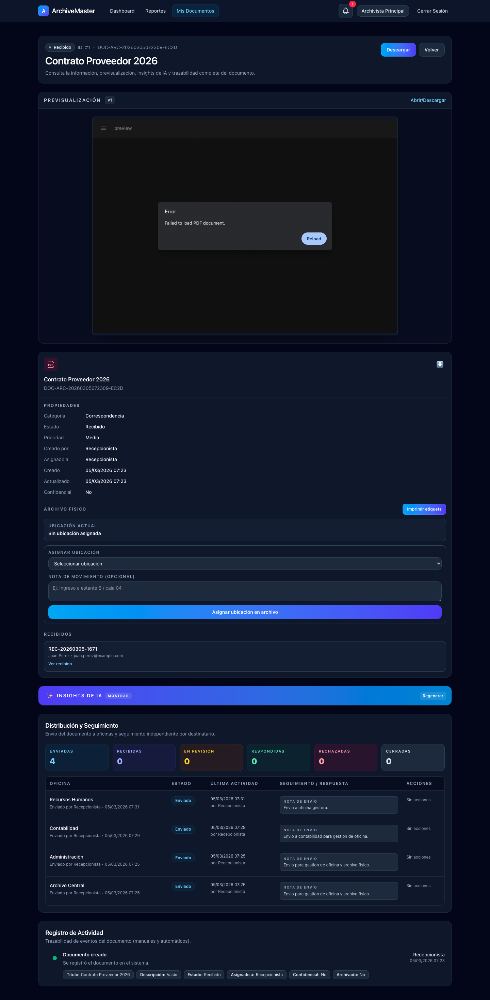 A ArchiveMaster Dashboard Reportes Mis Documentos 1 Archivista Principal Cerrar Sesión
Recibido ID: #1 • DOC-ARC-20260305072309-EC2D
Descargar Volver
Contrato Proveedor 2026
Consulta la información, previsualización, insights de IA y trazabilidad completa del documento.
PREVISUALIZACIÓN v1 Abrir/Descargar
preview
Error
Failed to load PDF document.
Reload
PDF
Contrato Proveedor 2026
DOC-ARC-20260305072309-EC2D
PROPIEDADES
Categoría Correspondencia
Estado Recibido
Prioridad Media
Creado por Recepcionista
Asignado a Recepcionista
Creado 05/03/2026 07:23
Actualizado 05/03/2026 07:23
Confidencial No
ARCHIVO FÍSICO Imprimir etiqueta
UBICACIÓN ACTUAL
Sin ubicación asignada
ASIGNAR UBICACIÓN
Seleccionar ubicación
NOTA DE MOVIMIENTO (OPCIONAL)
Ej. Ingreso a estante B / caja 04
Asignar ubicación en archivo
RECIBIDOS
REC-20260305-1671
Juan Perez • juan.perez@example.com
Ver recibido
INSIGHTS DE IA MOSTRAR Regenerar
Distribución y Seguimiento
Envío del documento a oficinas y seguimiento independiente por destinatario.
ENVIADAS RECIBIDAS EN REVISIÓN RESPONDIDAS RECHAZADAS CERRADAS
4 0 0 0 0 0
OFICINA ESTADO ÚLTIMA ACTIVIDAD SEGUIMIENTO / RESPUESTA ACCIONES
Recursos Humanos
Enviado por Recepcionista • 05/03/2026 07:31
Enviado
05/03/2026 07:31
por Recepcionista
NOTA DE ENVÍO
Envio a oficina gestora.
Sin acciones
Contabilidad
Enviado por Recepcionista • 05/03/2026 07:29
Enviado
05/03/2026 07:29
por Recepcionista
NOTA DE ENVÍO
Envio a contabilidad para gestion de oficina.
Sin acciones
Administración
Enviado por Recepcionista • 05/03/2026 07:25
Enviado
05/03/2026 07:25
por Recepcionista
NOTA DE ENVÍO
Envio para gestion de oficina y archivo fisico.
Sin acciones
Archivo Central
Enviado por Recepcionista • 05/03/2026 07:25
Enviado
05/03/2026 07:25
por Recepcionista
NOTA DE ENVÍO
Envio para gestion de oficina y archivo fisico.
Sin acciones
Registro de Actividad
Trazabilidad de eventos del documento (manuales y automáticos).
Documento creado
Se registró el documento en el sistema.
Recepcionista
05/03/2026 07:23
Título: Contrato Proveedor 2026 Descripción: Vacío Estado: Recibido Asignado a: Recepcionista Confidencial: No Archivado: No